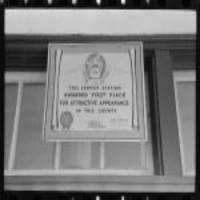 THIS SERVICE STATION
AWARDED FIRST PLACE
FOR ATTRACTIVE APPEARANCE
IN THIS COUNTY